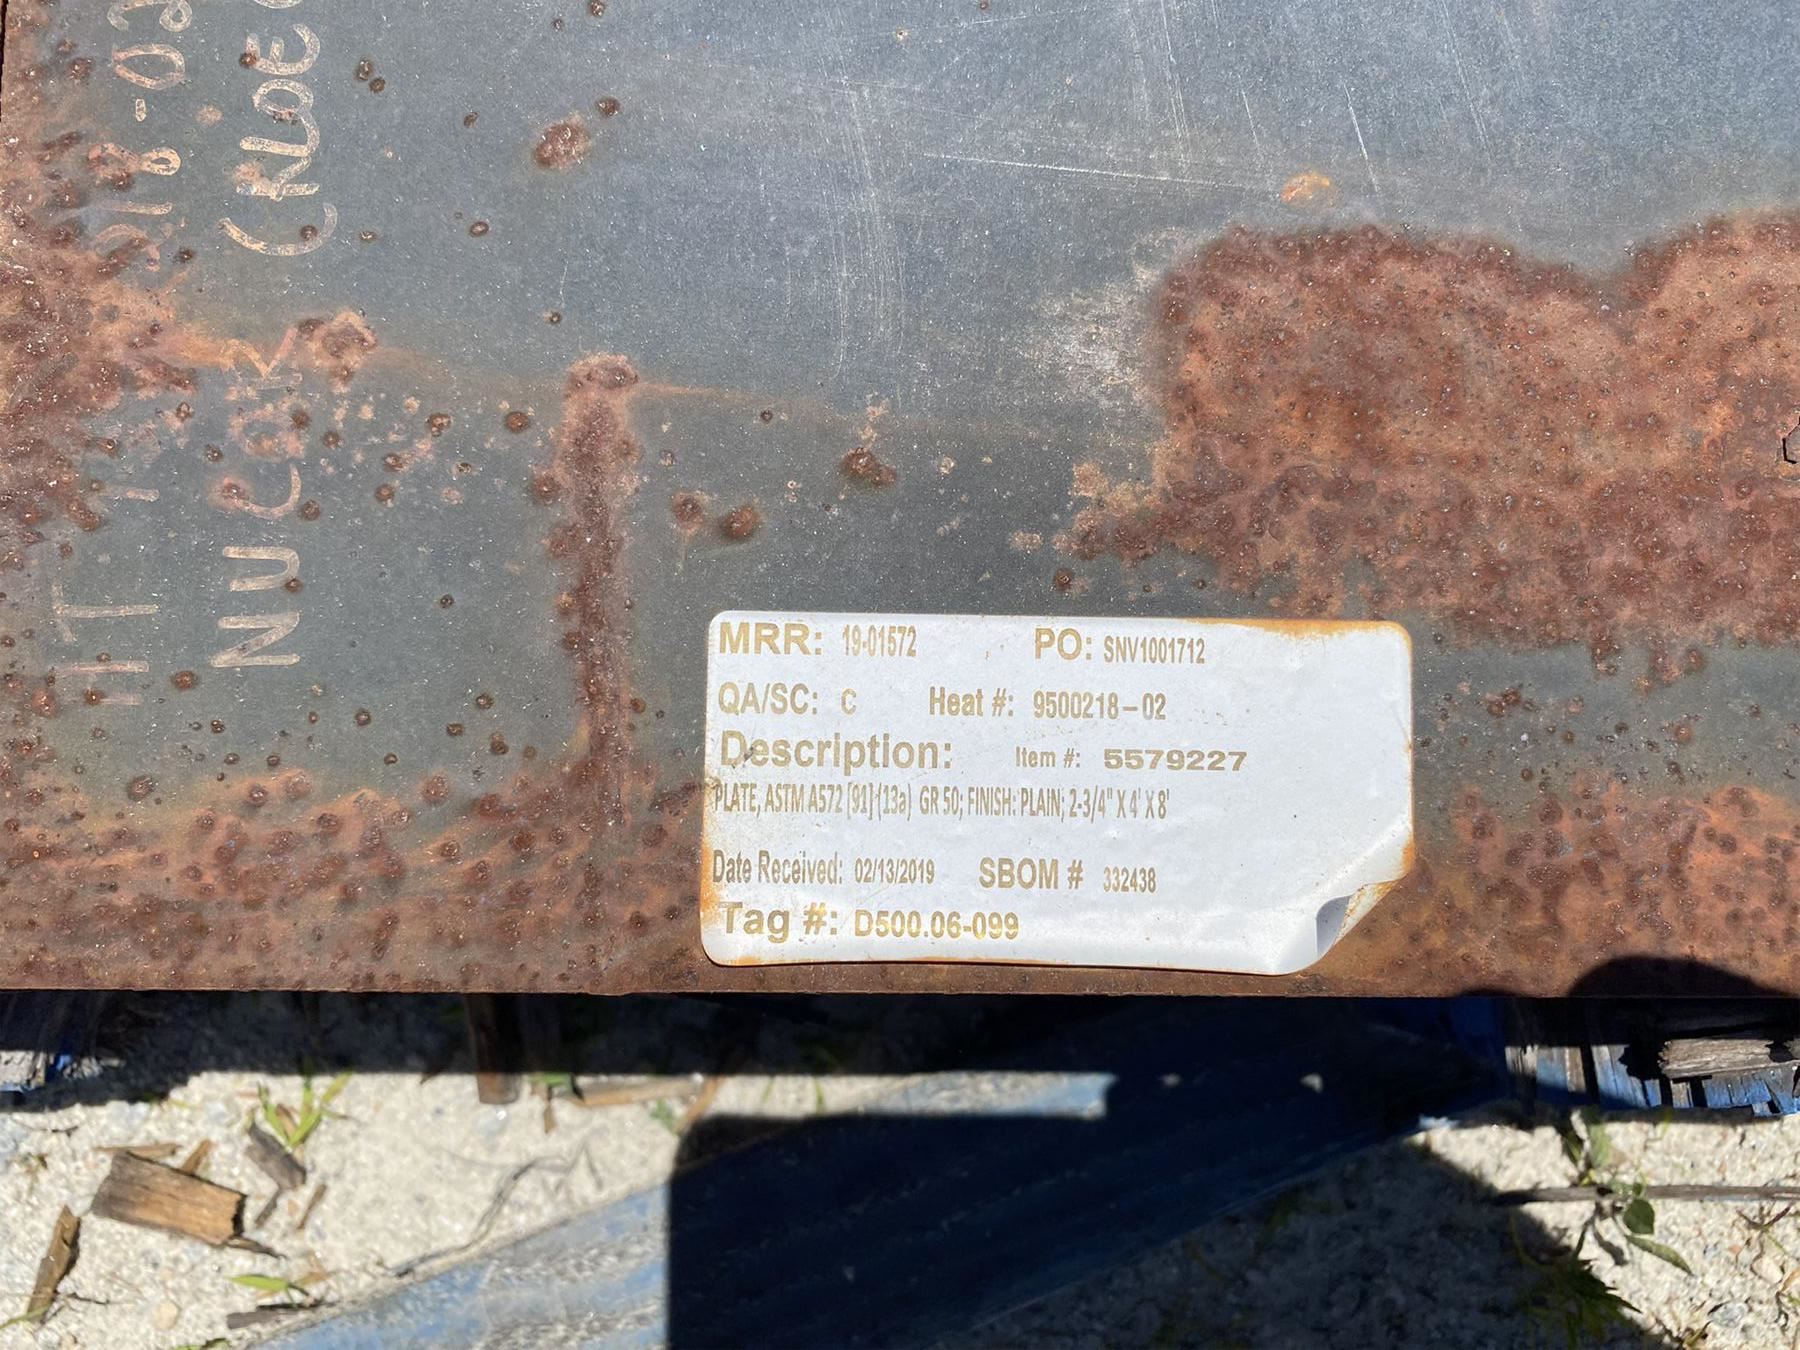 MRR: 19-01572 PO: SNV1001712
QA/SC: C Heat #: 9500218-02
Description: Item #: 5579227
PLATE, ASTM A572 [91] (13a) GR 50; FINISH: PLAIN; 2-3/4" X 4' X 8'
Date Received: 02/13/2019 SBOM # 332438
Tag #: D500.06-099
HT
NUCOR